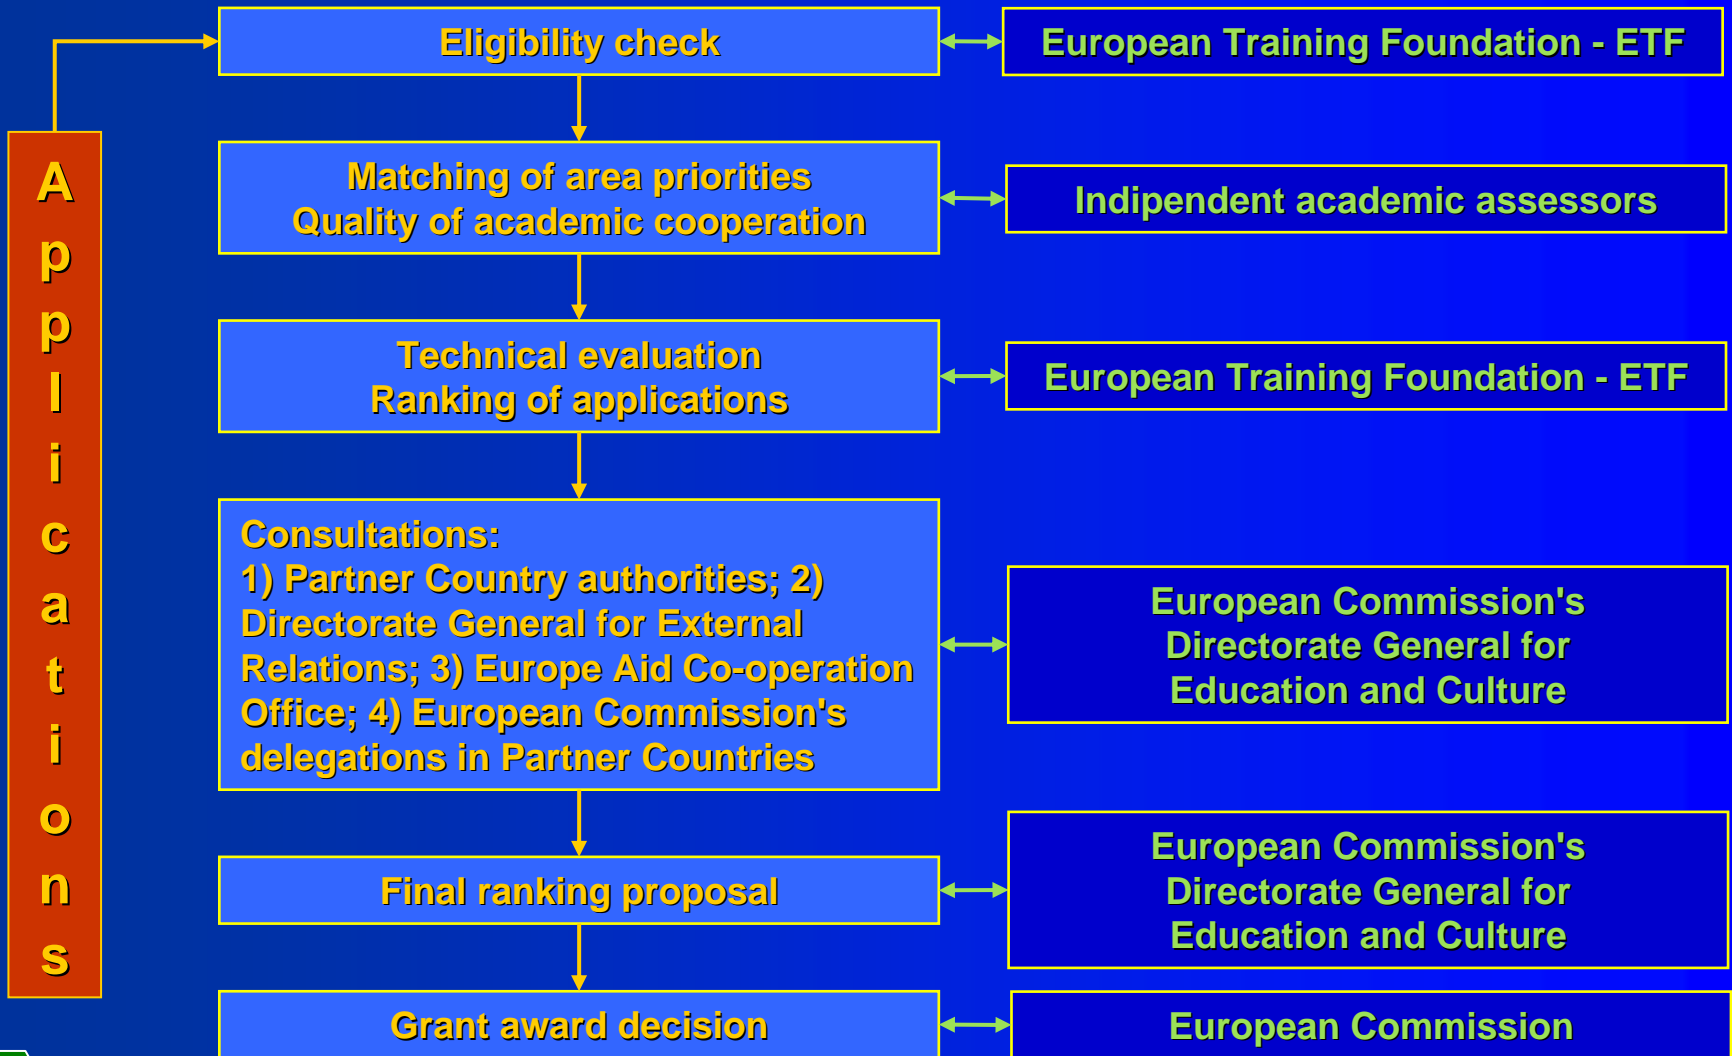 Applications
Eligibility check
European Training Foundation - ETF
Matching of area priorities
Quality of academic cooperation
Indipendent academic assessors
Technical evaluation
Ranking of applications
European Training Foundation - ETF
Consultations:
1) Partner Country authorities; 2)
Directorate General for External
Relations; 3) Europe Aid Co-operation
Office; 4) European Commission's
delegations in Partner Countries
European Commission's
Directorate General for
Education and Culture
Final ranking proposal
European Commission's
Directorate General for
Education and Culture
Grant award decision
European Commission